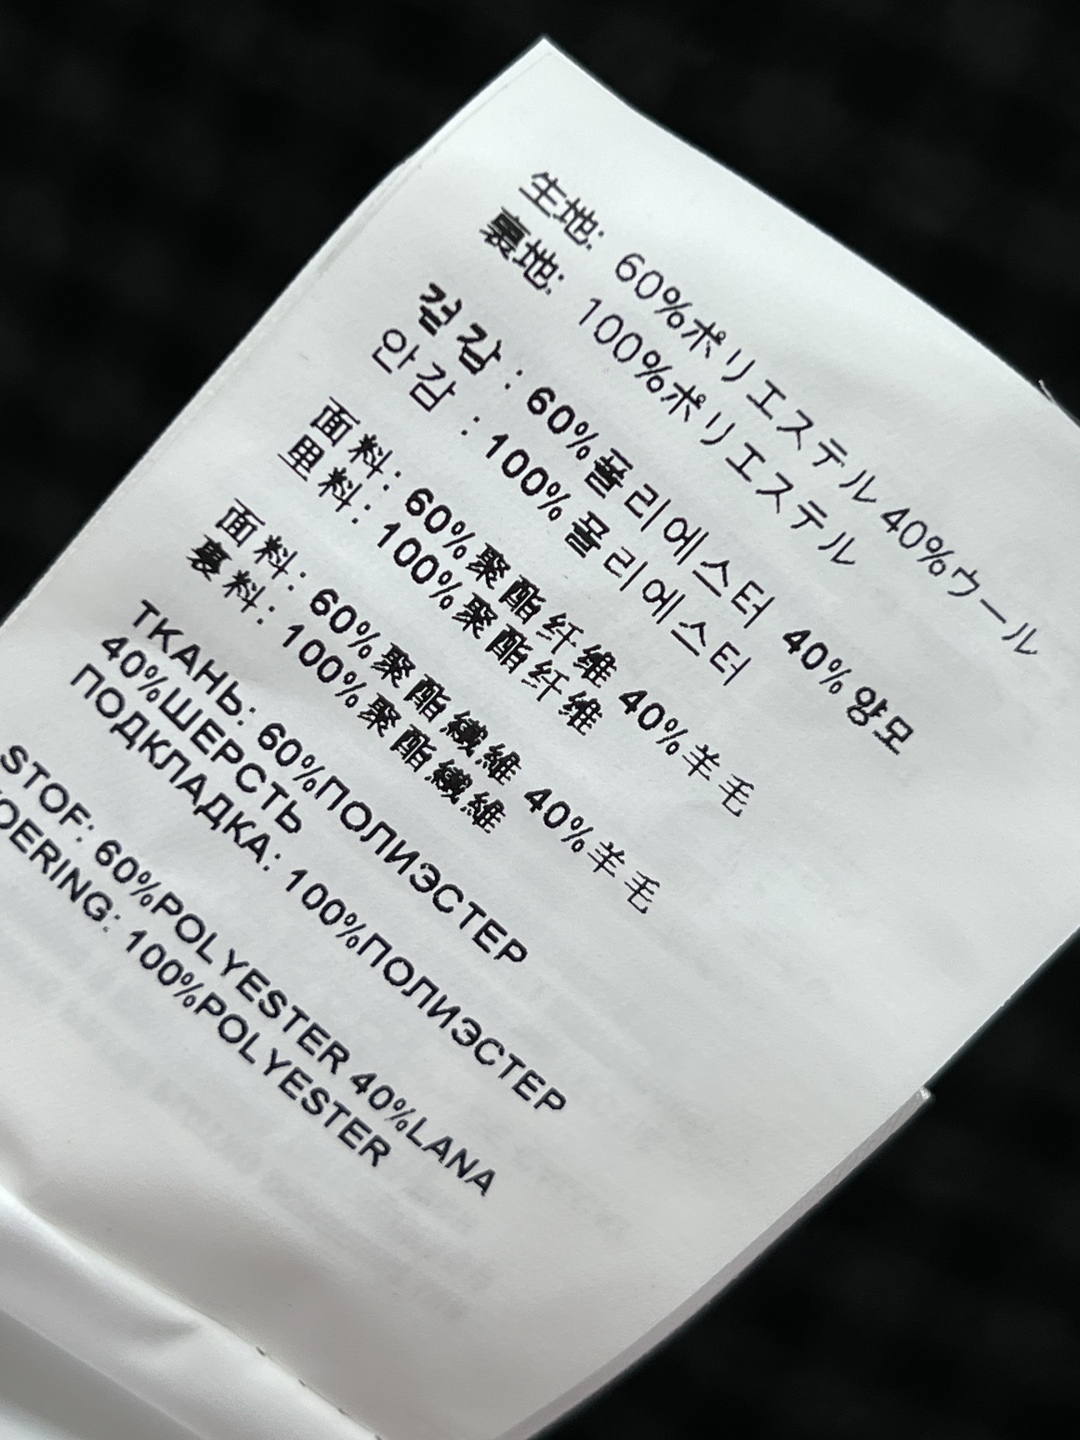 生地: 60%ポリエステル 40%ウール
裏地: 100%ポリエステル
겉감 : 60%폴리에스터 40%양모
안감 : 100%폴리에스터
面料: 60%聚酯纤维 40%羊毛
里料: 100%聚酯纤维
面料: 60%聚酯纖維 40%羊毛
裏料: 100%聚酯纖維
ТКАНЬ: 60%ПОЛИЭСТЕР
40%ШЕРСТЬ
ПОДКЛАДКА: 100%ПОЛИЭСТЕР
STOF: 60%POLYESTER 40%LANA
VOERING: 100%POLYESTER